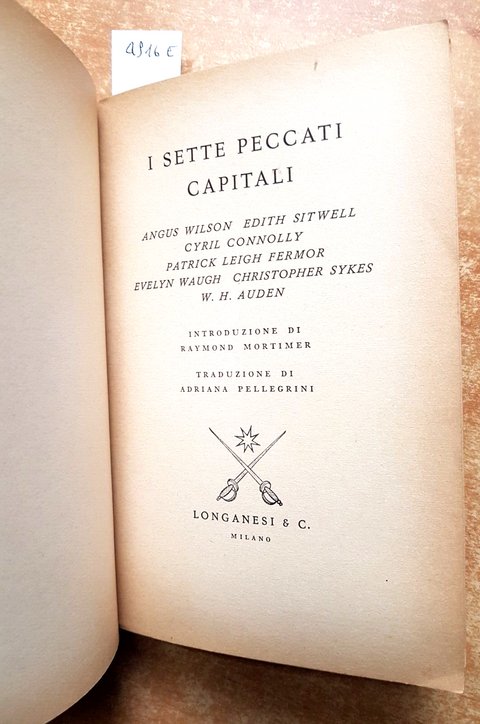 A916E
I SETTE PECCATI
CAPITALI
ANGUS WILSON EDITH SITWELL
CYRIL CONNOLLY
PATRICK LEIGH FERMOR
EVELYN WAUGH CHRISTOPHER SYKES
W. H. AUDEN
INTRODUZIONE DI
RAYMOND MORTIMER
TRADUZIONE DI
ADRIANA PELLEGRINI
LONGANESI & C.
MILANO